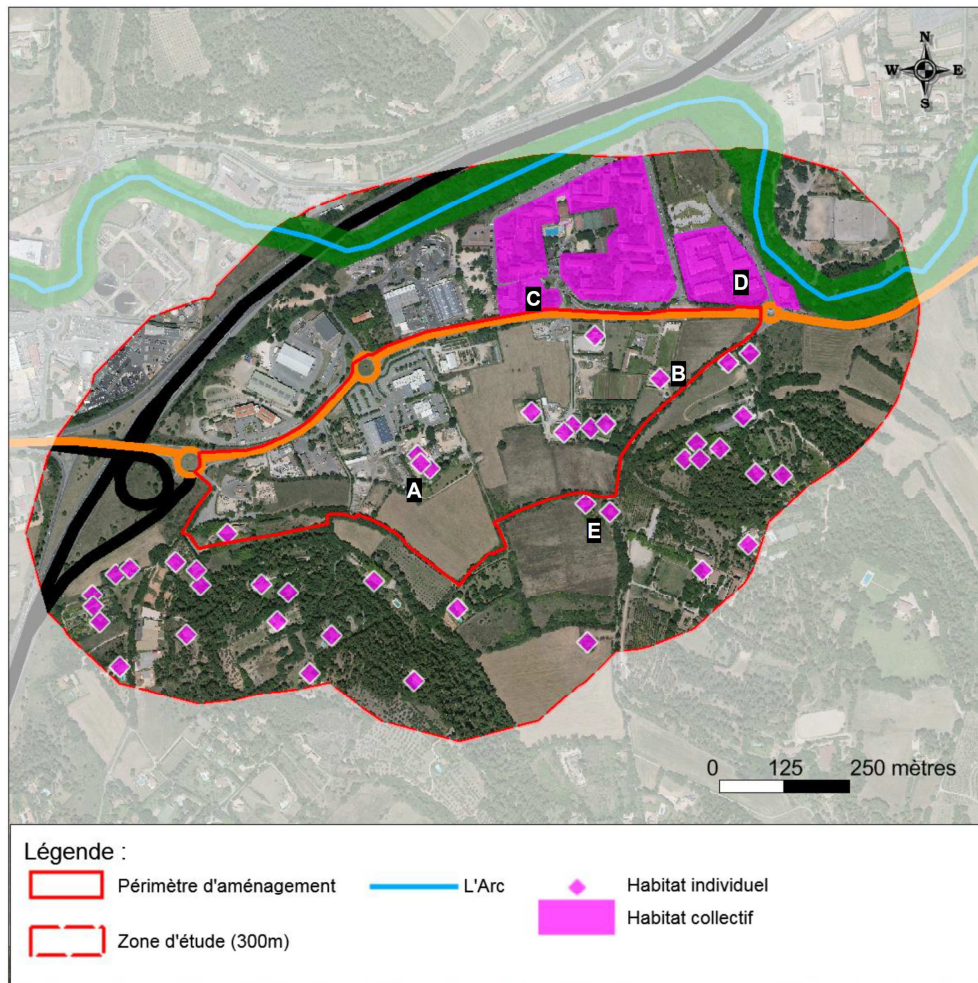 N
W E
S
C
D
B
A
E
0 125 250 mètres
Légende :
Périmètre d'aménagement
L'Arc
Habitat individuel
Habitat collectif
Zone d'étude (300m)